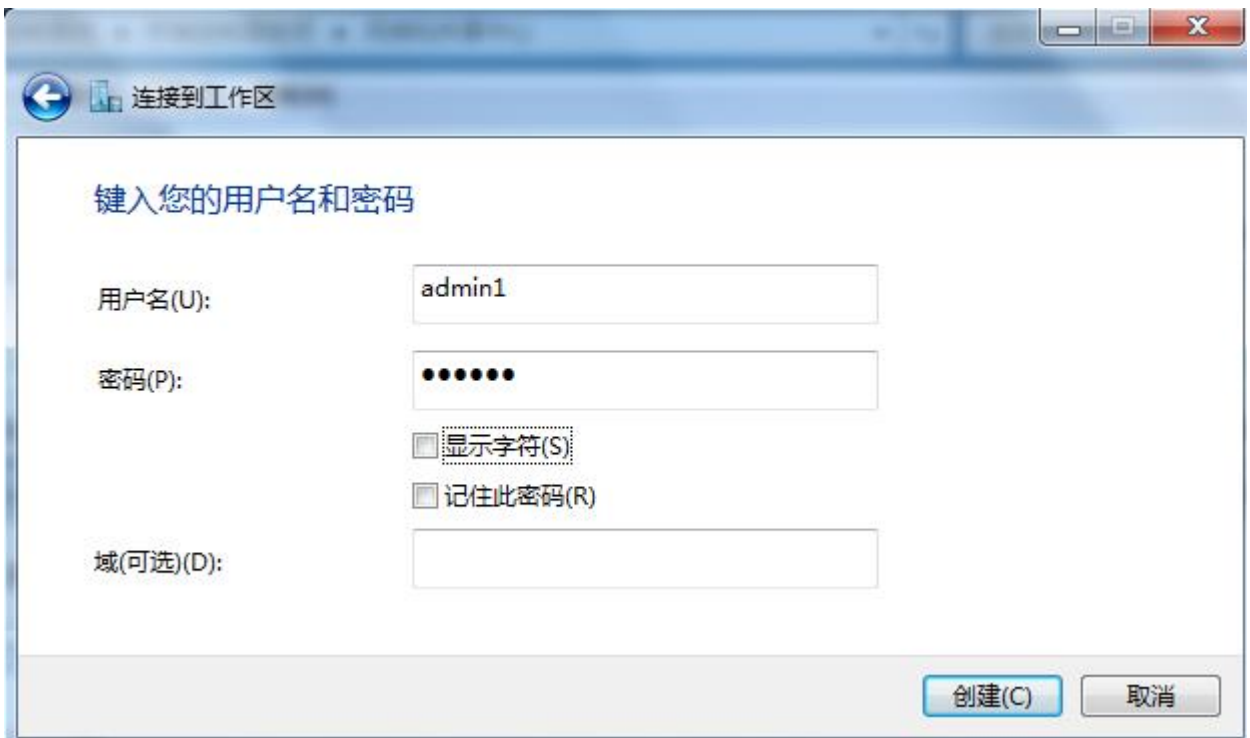 连接到工作区
键入您的用户名和密码
用户名(U):
admin1
密码(P):
●●●●●●
显示字符(S)
记住此密码(R)
域(可选)(D):
创建(C)
取消